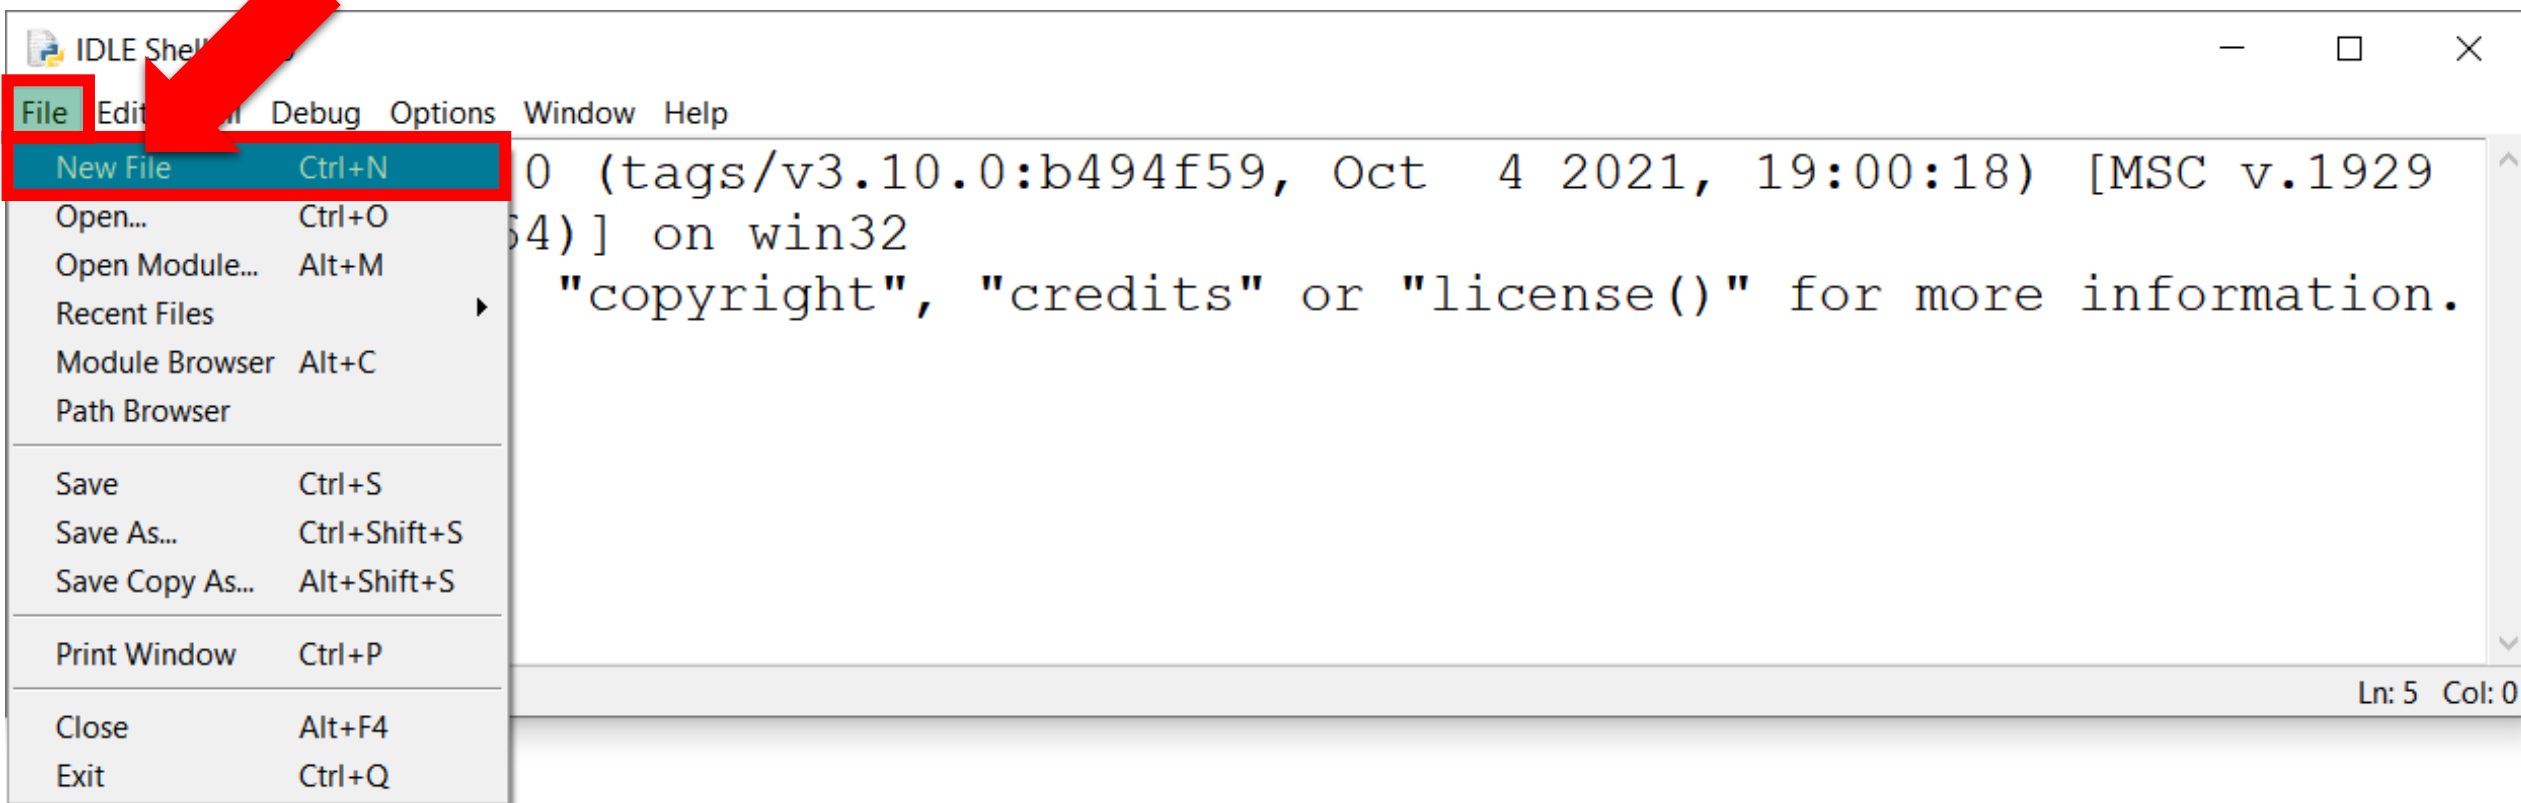 IDLE Shell
File Edit Debug Options Window Help
New File Ctrl+N
Open... Ctrl+O
Open Module... Alt+M
Recent Files
Module Browser Alt+C
Path Browser
Save Ctrl+S
Save As... Ctrl+Shift+S
Save Copy As... Alt+Shift+S
Print Window Ctrl+P
Close Alt+F4
Exit Ctrl+Q
0 (tags/v3.10.0:b494f59, Oct 4 2021, 19:00:18) [MSC v.1929
64)] on win32
"copyright", "credits" or "license()" for more information.
Ln: 5 Col: 0